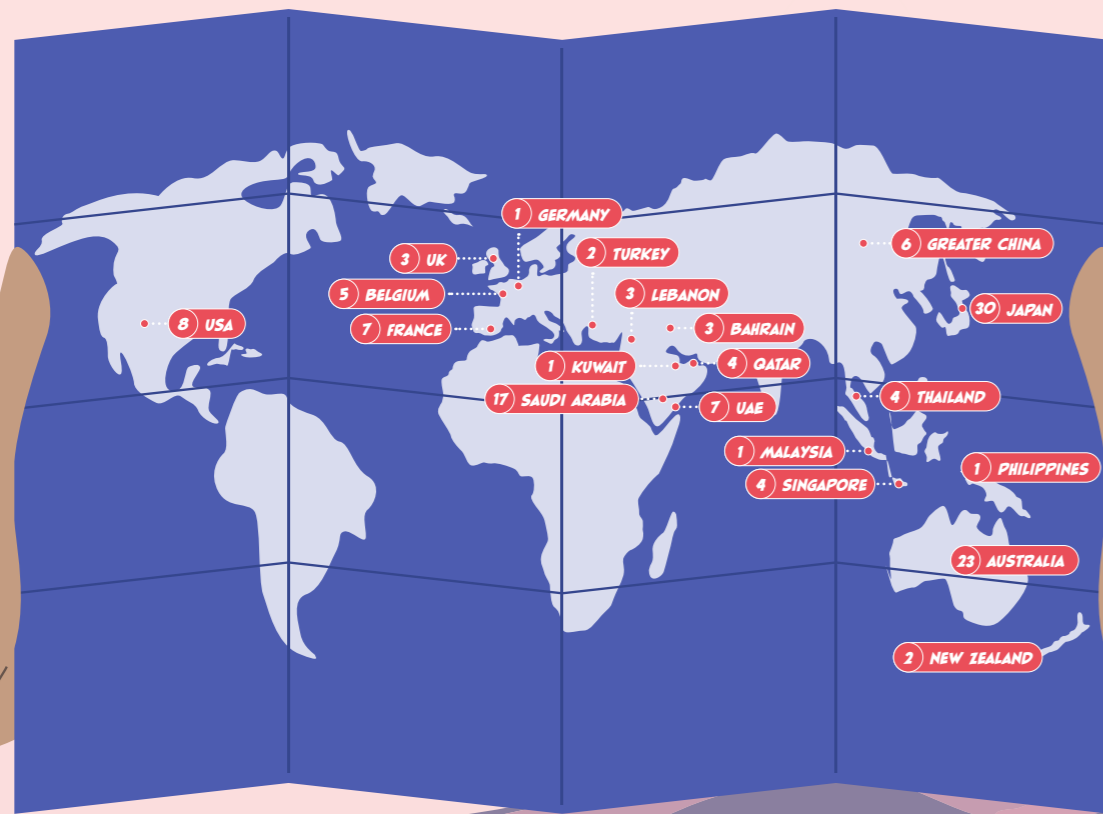 1 GERMANY
2 TURKEY
6 GREATER CHINA
3 UK
5 BELGIUM
3 LEBANON
30 JAPAN
8 USA
7 FRANCE
3 BAHRAIN
1 KUWAIT
4 QATAR
17 SAUDI ARABIA
7 UAE
4 THAILAND
1 MALAYSIA
1 PHILIPPINES
4 SINGAPORE
23 AUSTRALIA
2 NEW ZEALAND